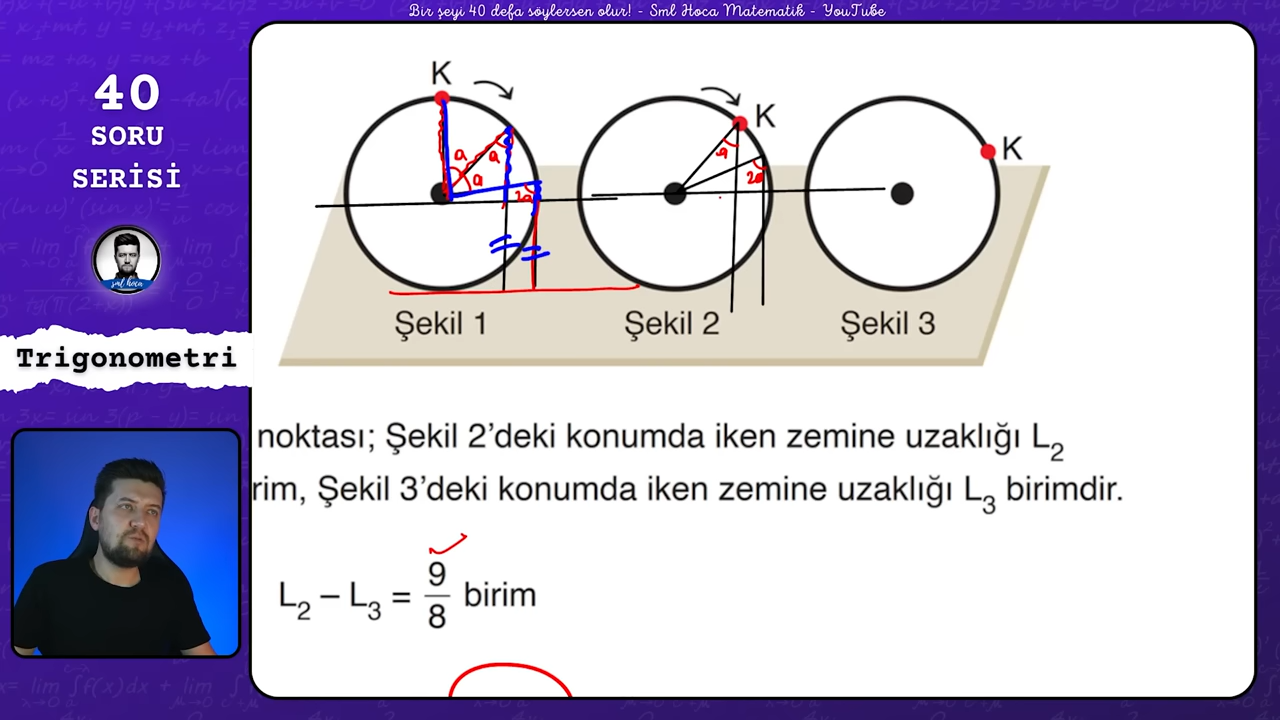 Bir şeyi 40 defa söylersen olur! - Sml Hoca Matematik - YouTube
40
SORU
SERİSİ
sml hoca
Trigonometri
K
K
K
a
a
a
2a
a
2a
Şekil 1
Şekil 2
Şekil 3
noktası; Şekil 2'deki konumda iken zemine uzaklığı L₂
rim, Şekil 3'deki konumda iken zemine uzaklığı L₃ birimdir.
L₂ – L₃ = 9/8 birim